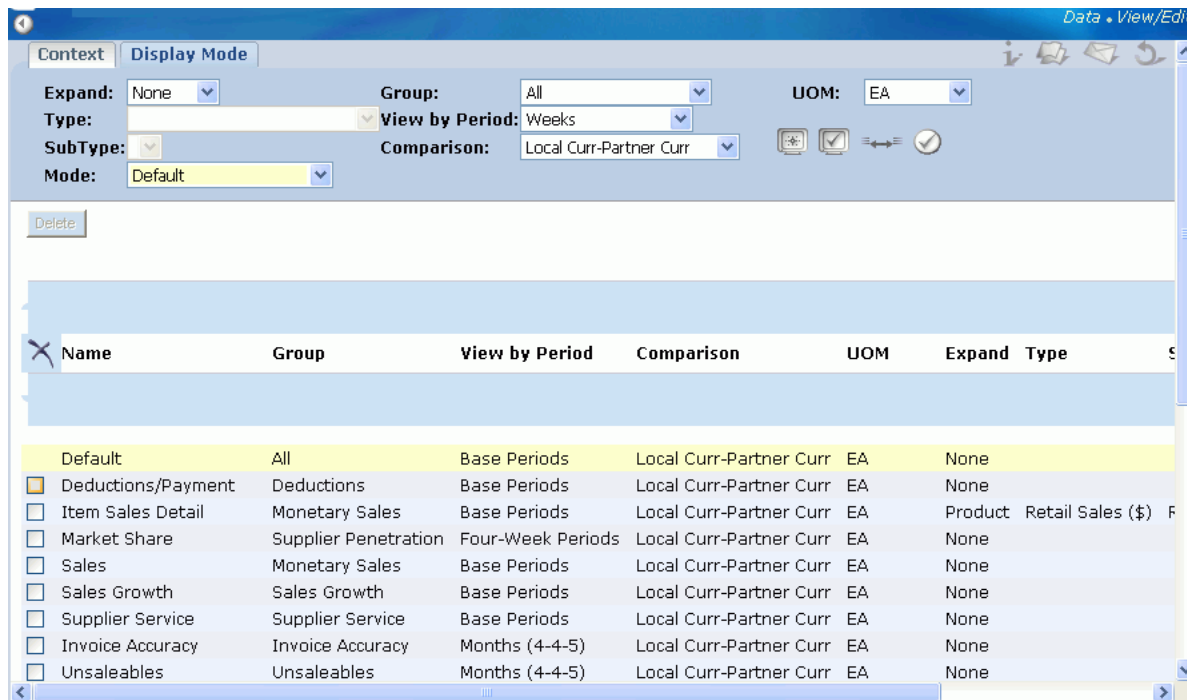 Data • View/Edi
Context Display Mode
Expand: None Group: All UOM: EA
Type: View by Period: Weeks
SubType: Comparison: Local Curr-Partner Curr
Mode: Default
Delete
Name Group View by Period Comparison UOM Expand Type S
Default All Base Periods Local Curr-Partner Curr EA None
Deductions/Payment Deductions Base Periods Local Curr-Partner Curr EA None
Item Sales Detail Monetary Sales Base Periods Local Curr-Partner Curr EA Product Retail Sales ($) R
Market Share Supplier Penetration Four-Week Periods Local Curr-Partner Curr EA None
Sales Monetary Sales Base Periods Local Curr-Partner Curr EA None
Sales Growth Sales Growth Base Periods Local Curr-Partner Curr EA None
Supplier Service Supplier Service Base Periods Local Curr-Partner Curr EA None
Invoice Accuracy Invoice Accuracy Months (4-4-5) Local Curr-Partner Curr EA None
Unsaleables Unsaleables Months (4-4-5) Local Curr-Partner Curr EA None